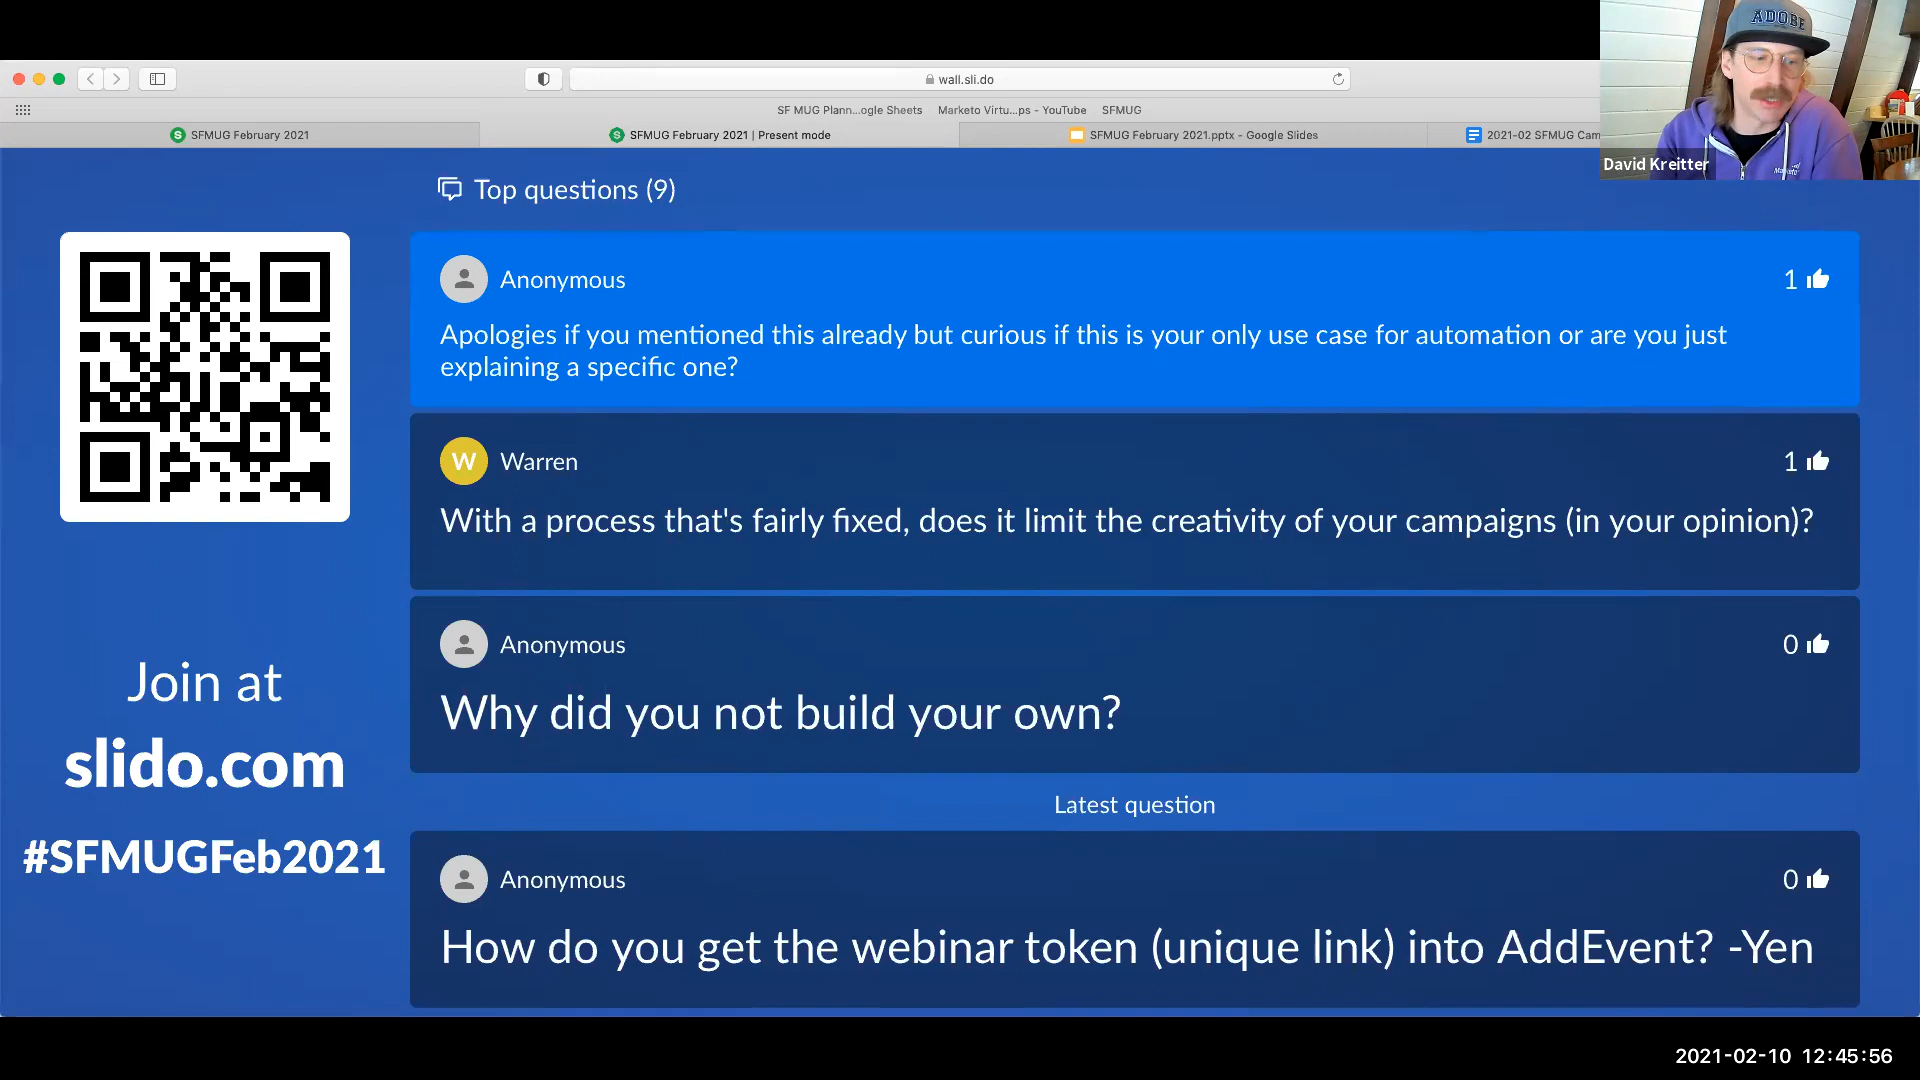 ADOBE
wall.sli.do
SF MUG Plann...ogle Sheets Marketo Virtu...ps - YouTube SFMUG
S SFMUG February 2021
S SFMUG February 2021 | Present mode
SFMUG February 2021.pptx - Google Slides
2021-02 SFMUG Cam
David Kreitter
Top questions (9)
Anonymous
1
Apologies if you mentioned this already but curious if this is your only use case for automation or are you just
explaining a specific one?
W Warren
1
With a process that's fairly fixed, does it limit the creativity of your campaigns (in your opinion)?
Anonymous
0
Why did you not build your own?
Latest question
Anonymous
0
How do you get the webinar token (unique link) into AddEvent? -Yen
Join at
slido.com
#SFMUGFeb2021
2021-02-10 12:45:56